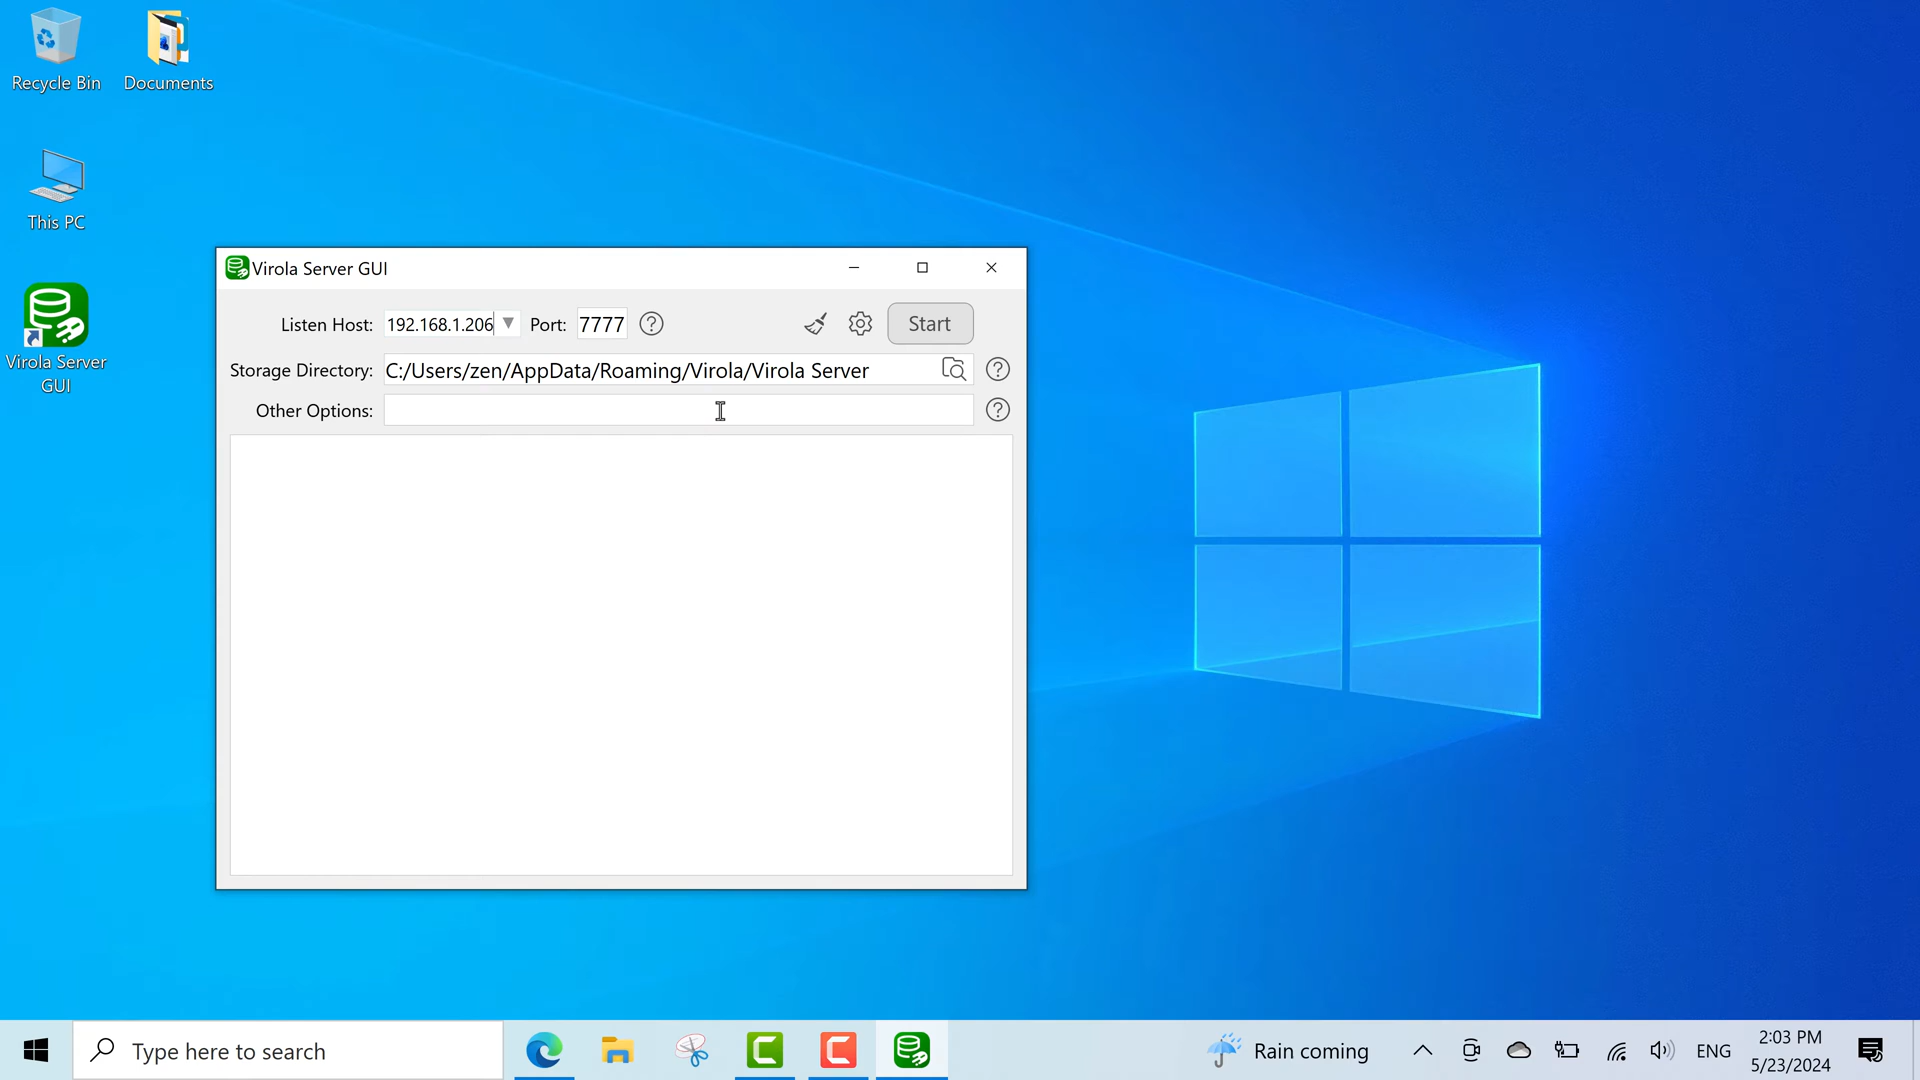 Recycle Bin
Documents
This PC
Virola Server
GUI
Virola Server GUI
Listen Host: 192.168.1.206 Port: 7777 Start
Storage Directory: C:/Users/zen/AppData/Roaming/Virola/Virola Server
Other Options:
Type here to search
Rain coming
ENG
2:03 PM
5/23/2024